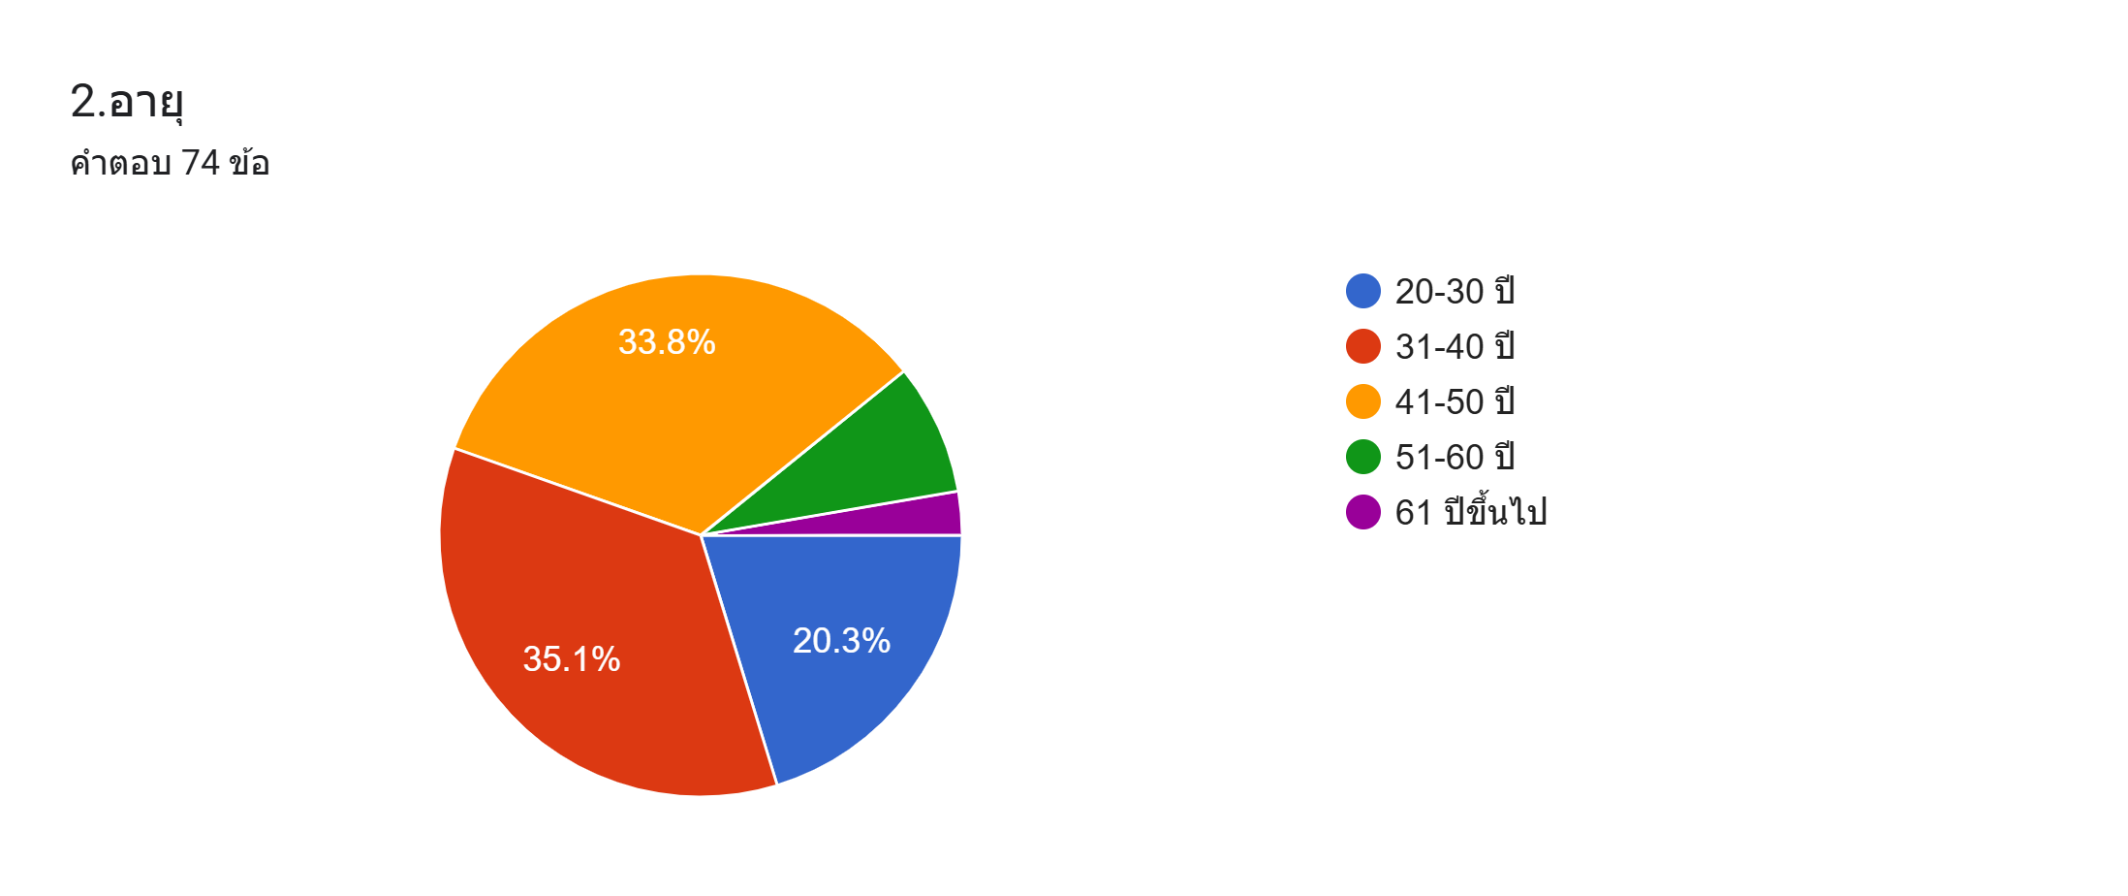 2.อายุ
คำตอบ 74 ข้อ
33.8%
35.1%
20.3%
20-30 ปี
31-40 ปี
41-50 ปี
51-60 ปี
61 ปีขึ้นไป